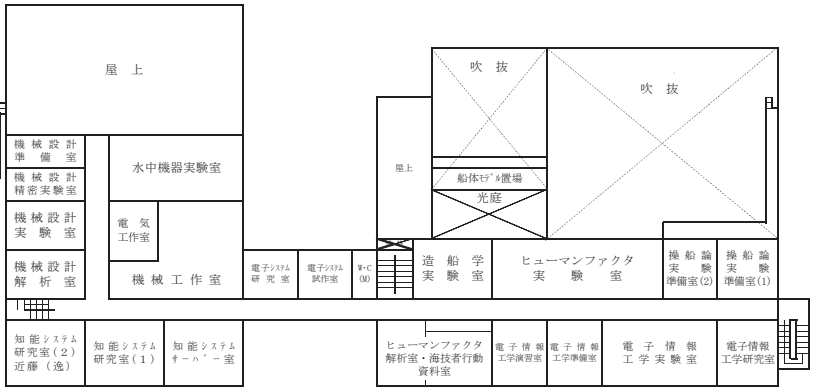 屋 上
吹 抜
吹 抜
機 械 設 計
準 備 室
機 械 設 計
精密実験室
機械設計
実 験 室
機械設計
解 析 室
水中機器実験室
電 気
工作室
機 械 工 作 室
電子ｼｽﾃﾑ
研 究 室
電子ｼｽﾃﾑ
試作室
W・C
(M)
屋上
船体ﾓﾃﾞﾙ置場
光庭
造 船 学
実 験 室
ヒューマンファクタ
実 験 室
操 船 論
実 験
準備室(2)
操 船 論
実 験
準備室(1)
知 能 ｼｽﾃﾑ
研究室(2)
近藤(逸)
知 能 ｼｽﾃﾑ
研究室(1)
知 能 ｼｽﾃﾑ
ｻｰﾊﾞｰ 室
ヒューマンファクタ
解析室・海技者行動
資料室
電 子 情 報
工学演習室
電 子 情 報
工学準備室
電 子 情 報
工 学 実 験 室
電子情報
工学研究室